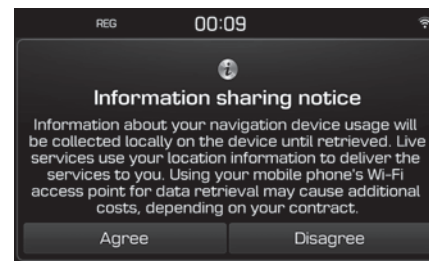 REG 00:09
i
Information sharing notice
Information about your navigation device usage will
be collected locally on the device until retrieved. Live
services use your location information to deliver the
services to you. Using your mobile phone's Wi-Fi
access point for data retrieval may cause additional
costs, depending on your contract.
Agree Disagree